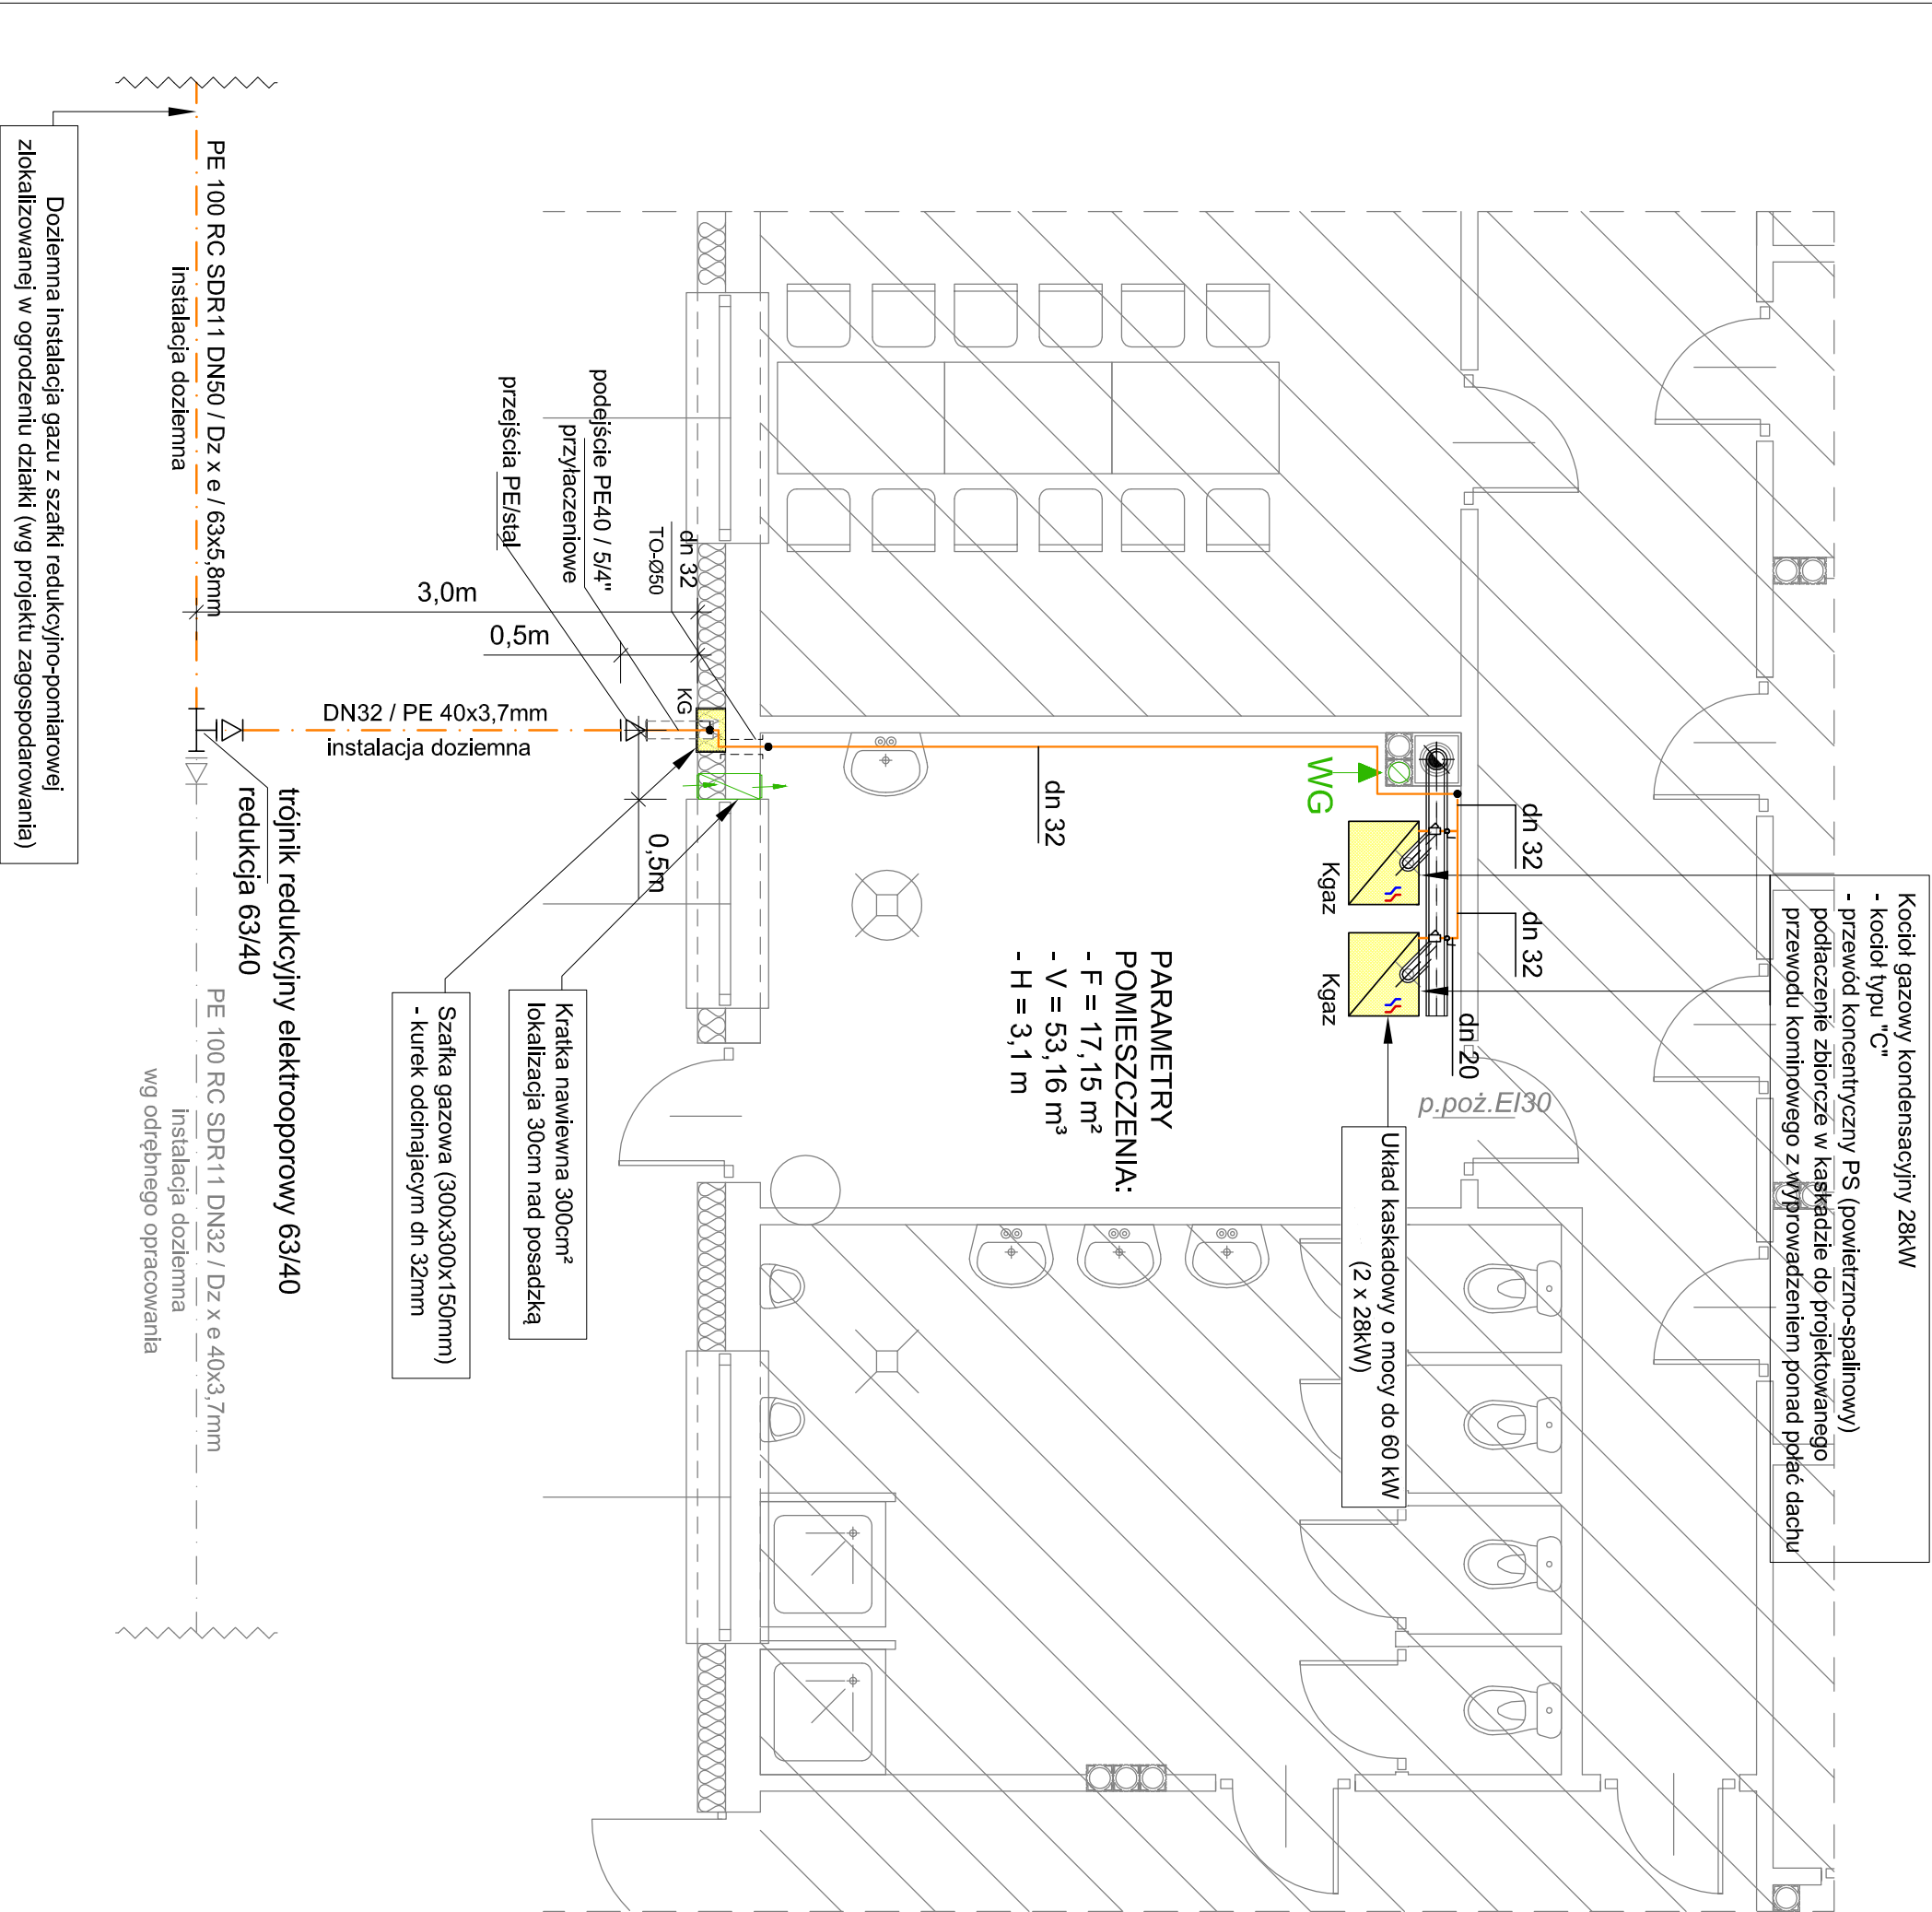 Kocioł gazowy kondensacyjny 28kW
- kocioł typu "C"
- przewód koncentryczny PS (powietrzno-spalinowy)
podłaczenie zbiorcze w kaskadzie do projektowanego
przewodu kominowego z wyprowadzeniem ponad połać dachu
dn 32
dn 32
dn 20
p.poż.EI30
WG
Kgaz
Kgaz
Układ kaskadowy o mocy do 60 kW
(2 x 28kW)
dn 32
PARAMETRY
POMIESZCZENIA:
- F = 17,15 m²
- V = 53,16 m³
- H = 3,1 m
dn 32
TO-Ø50
KG
podejście PE40 / 5/4"
przyłaczeniowe
przejścia PE/stal
3,0m
0,5m
0,5m
Kratka nawiewna 300cm²
lokalizacja 30cm nad posadzką
Szafka gazowa (300x300x150mm)
- kurek odcinajacym dn 32mm
DN32 / PE 40x3,7mm
instalacja doziemna
trójnik redukcyjny elektrooporowy 63/40
redukcja 63/40
PE 100 RC SDR11 DN50 / Dz x e / 63x5,8mm
instalacja doziemna
PE 100 RC SDR11 DN32 / Dz x e 40x3,7mm
instalacja doziemna
wg odrębnego opracowania
Doziemna instalacja gazu z szafki redukcyjno-pomiarowej
zlokalizowanej w ogrodzeniu działki (wg projektu zagospodarowania)